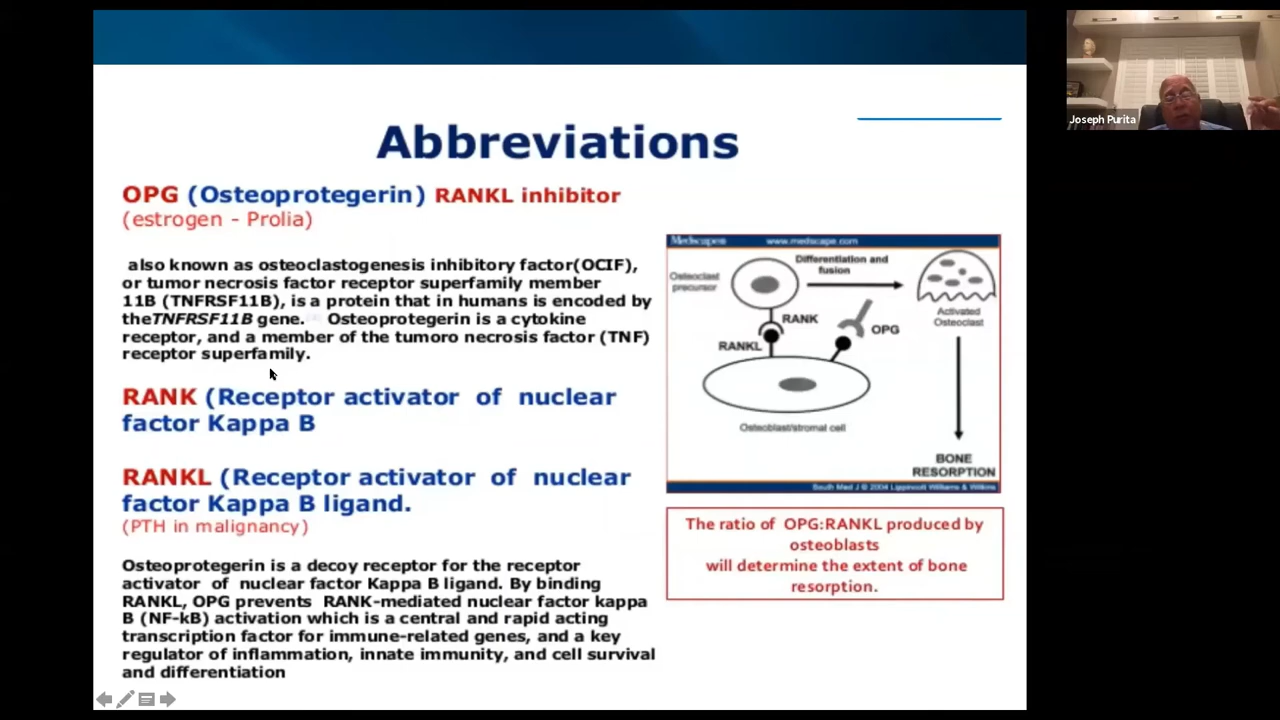 Abbreviations
OPG (Osteoprotegerin) RANKL inhibitor
(estrogen - Prolia)
also known as osteoclastogenesis inhibitory factor(OCIF),
or tumor necrosis factor receptor superfamily member
11B (TNFRSF11B), is a protein that in humans is encoded by
theTNFRSF11B gene. Osteoprotegerin is a cytokine
receptor, and a member of the tumoro necrosis factor (TNF)
receptor superfamily.
RANK (Receptor activator of nuclear
factor Kappa B
RANKL (Receptor activator of nuclear
factor Kappa B ligand.
(PTH in malignancy)
Osteoprotegerin is a decoy receptor for the receptor
activator of nuclear factor Kappa B ligand. By binding
RANKL, OPG prevents RANK-mediated nuclear factor kappa
B (NF-kB) activation which is a central and rapid acting
transcription factor for immune-related genes, and a key
regulator of inflammation, innate immunity, and cell survival
and differentiation
Medscape® www.medscape.com
Osteoclast
precursor
Differentiation and
fusion
Activated
Osteoclast
RANK
OPG
RANKL
Osteoblast/stromal cell
BONE
RESORPTION
South Med J © 2004 Lippincott Williams & Wilkins
The ratio of OPG:RANKL produced by
osteoblasts
will determine the extent of bone
resorption.
Joseph Purita